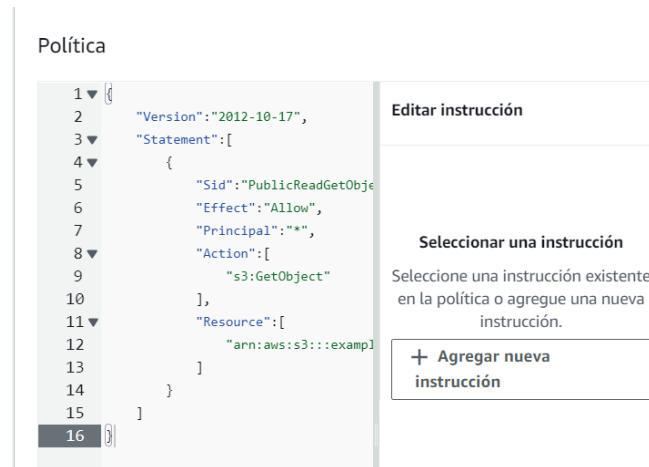 Política
1 {
2 "Version":"2012-10-17",
3 "Statement":[
4 {
5 "Sid":"PublicReadGetObje
6 "Effect":"Allow",
7 "Principal":"*",
8 "Action":[
9 "s3:GetObject"
10 ],
11 "Resource":[
12 "arn:aws:s3:::exampl
13 ]
14 }
15 ]
16 }
Editar instrucción
Seleccionar una instrucción
Seleccione una instrucción existente
en la política o agregue una nueva
instrucción.
+ Agregar nueva
instrucción